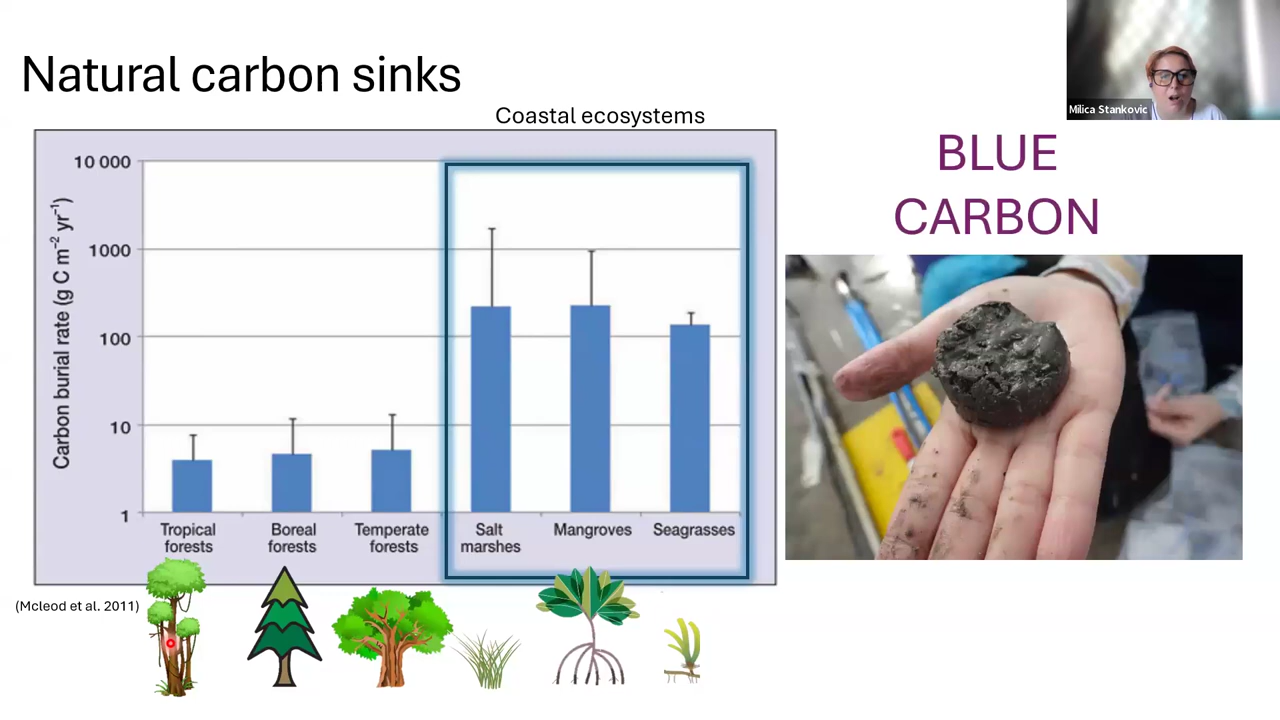 Natural carbon sinks
Milica Stankovic
Coastal ecosystems
BLUE
CARBON
Carbon burial rate (g C m⁻² yr⁻¹)
10 000
1000
100
10
1
Tropical forests
Boreal forests
Temperate forests
Salt marshes
Mangroves
Seagrasses
(Mcleod et al. 2011)